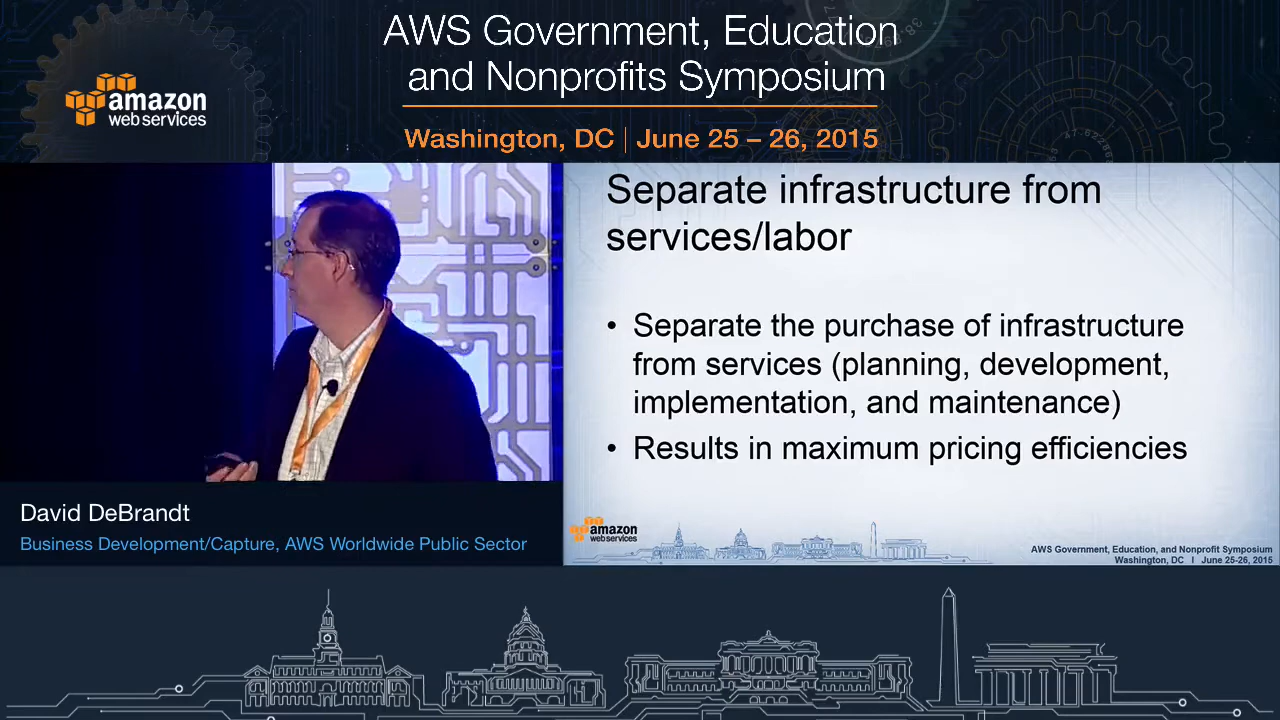 AWS Government, Education
and Nonprofits Symposium
amazon
web services
Washington, DC | June 25 – 26, 2015
Separate infrastructure from
services/labor
• Separate the purchase of infrastructure
from services (planning, development,
implementation, and maintenance)
• Results in maximum pricing efficiencies
David DeBrandt
Business Development/Capture, AWS Worldwide Public Sector
amazon
web services
AWS Government, Education, and Nonprofit Symposium
Washington, DC I June 25-26, 2015